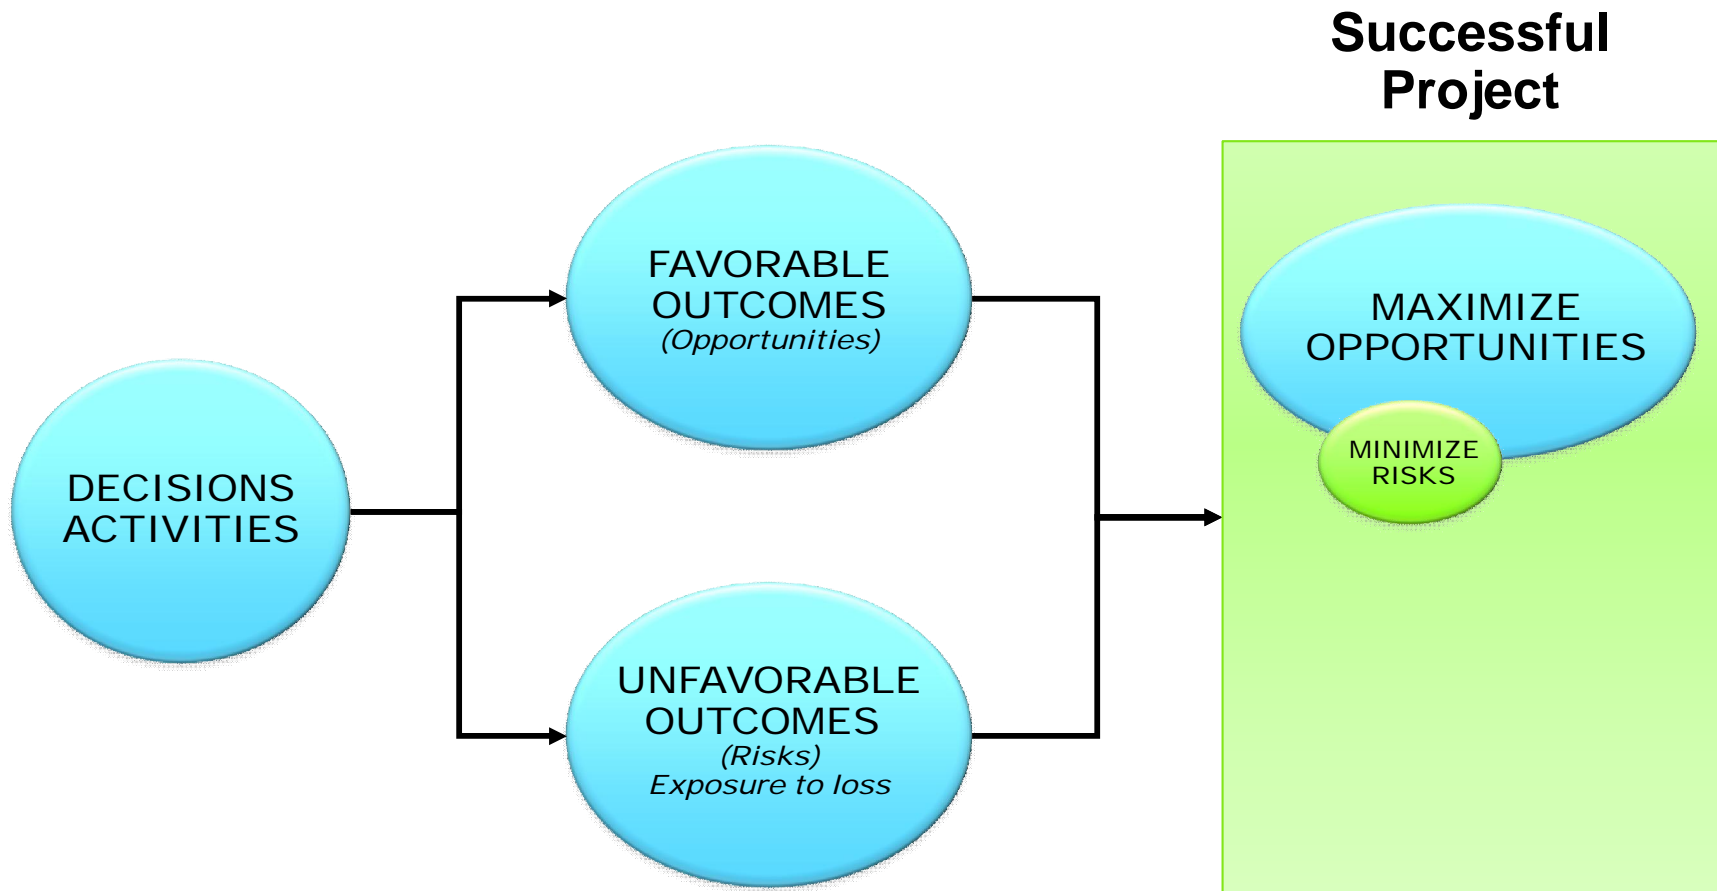 Successful
Project
FAVORABLE
OUTCOMES
(Opportunities)
MAXIMIZE
OPPORTUNITIES
MINIMIZE
RISKS
DECISIONS
ACTIVITIES
UNFAVORABLE
OUTCOMES
(Risks)
Exposure to loss